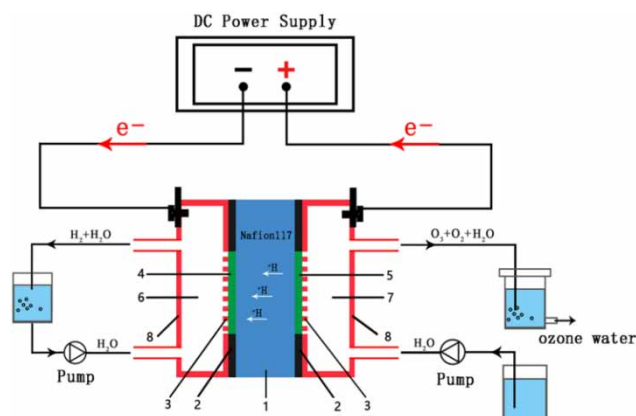 DC Power Supply
− +
e− e−
H₂+H₂O Nafion117 O₃+O₂+H₂O
⁺H
4 5
6 ⁺H 7
8 ⁺H 8
ozone water
H₂O H₂O
Pump Pump
3 2 1 2 3